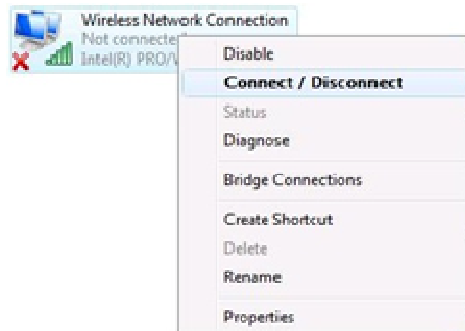 Wireless Network Connection
Not connected
Intel(R) PRO/
Disable
Connect / Disconnect
Status
Diagnose
Bridge Connections
Create Shortcut
Delete
Rename
Properties